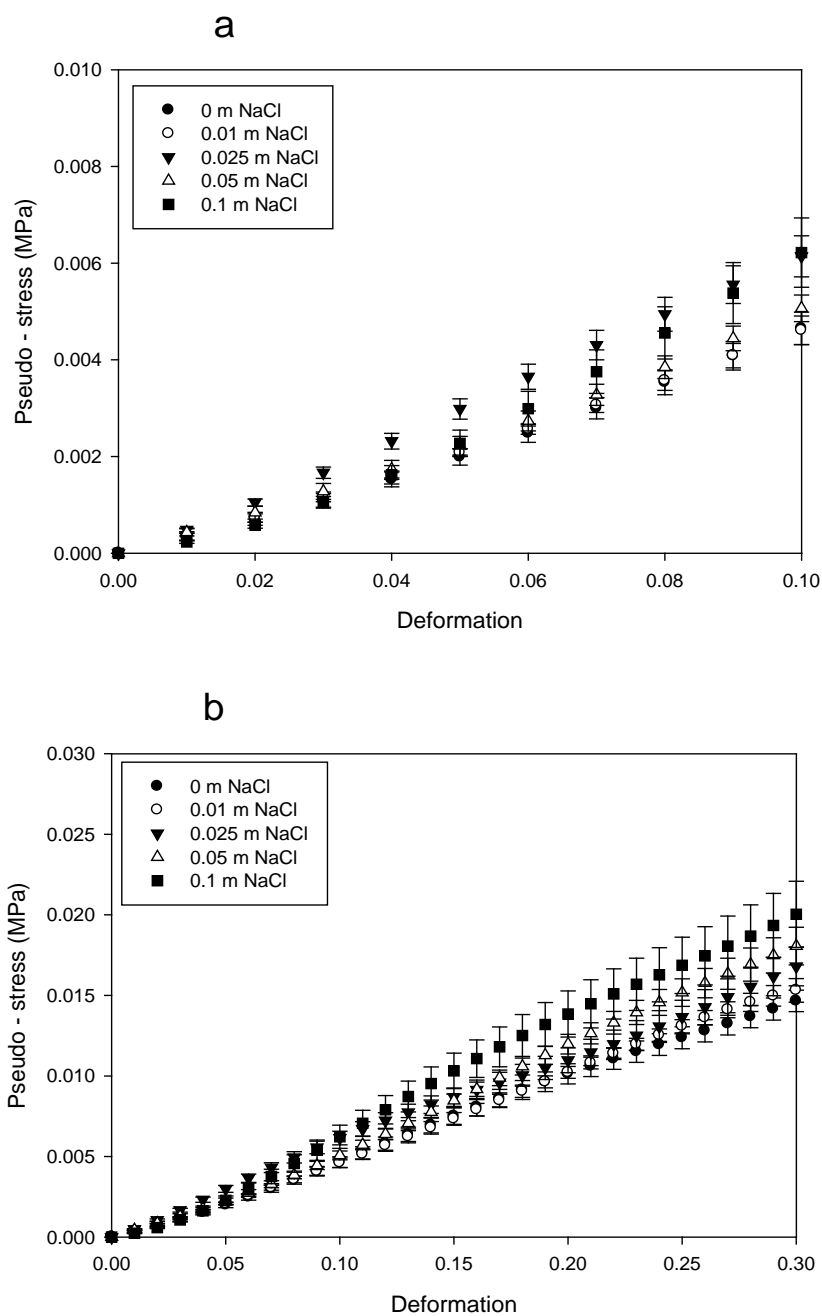 a
0.010
0.008
0.006
0.004
0.002
0.000
Pseudo - stress (MPa)
0 m NaCl
0.01 m NaCl
0.025 m NaCl
0.05 m NaCl
0.1 m NaCl
0.00 0.02 0.04 0.06 0.08 0.10
Deformation
b
0.030
0.025
0.020
0.015
0.010
0.005
0.000
Pseudo - stress (MPa)
0 m NaCl
0.01 m NaCl
0.025 m NaCl
0.05 m NaCl
0.1 m NaCl
0.00 0.05 0.10 0.15 0.20 0.25 0.30
Deformation